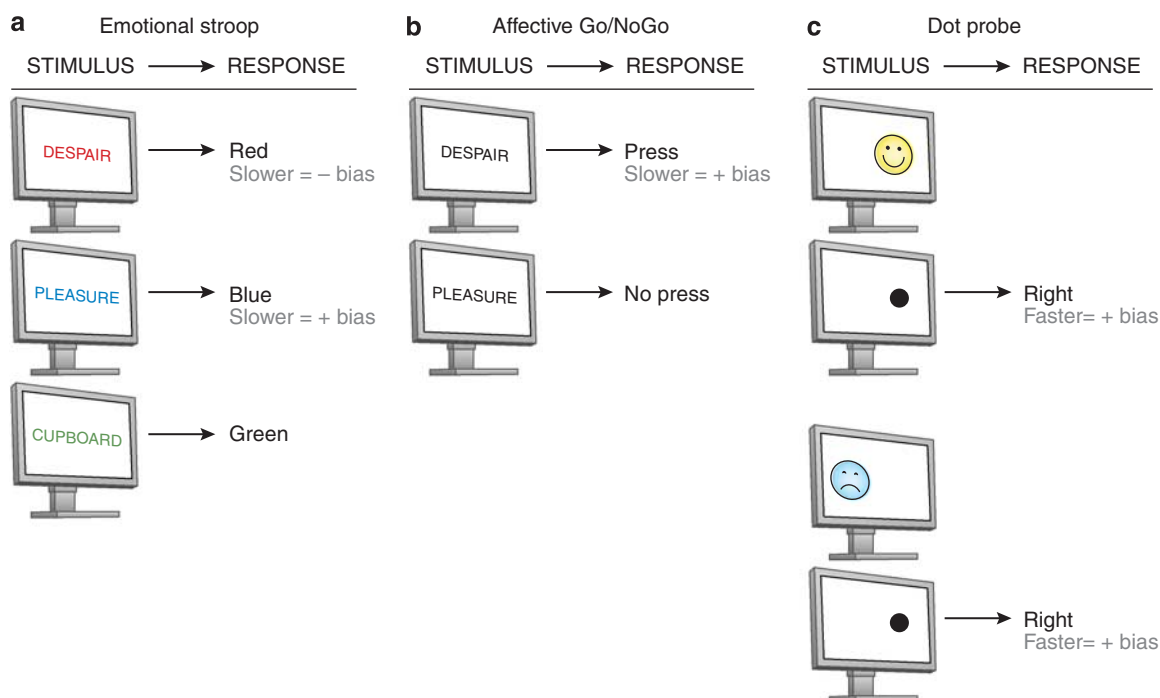 a Emotional stroop
STIMULUS RESPONSE
DESPAIR
Red
Slower = – bias
PLEASURE
Blue
Slower = + bias
CUPBOARD
Green
b Affective Go/NoGo
STIMULUS RESPONSE
DESPAIR
Press
Slower = + bias
PLEASURE
No press
c Dot probe
STIMULUS RESPONSE
Right
Faster= + bias
Right
Faster= + bias